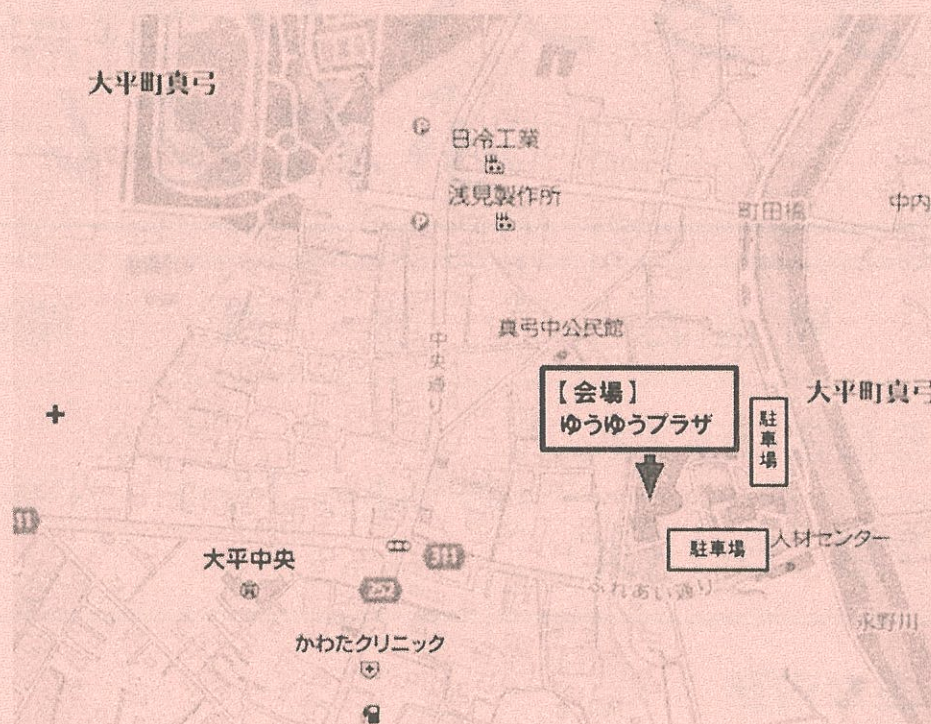 大平町真弓
日冷工業
浅見製作所
町田橋
中内
真弓中公民館
中央通り
【会場】
ゆうゆうプラザ
大平町真弓
駐車場
駐車場
人材センター
大平中央
ふれあい通り
永野川
かわたクリニック